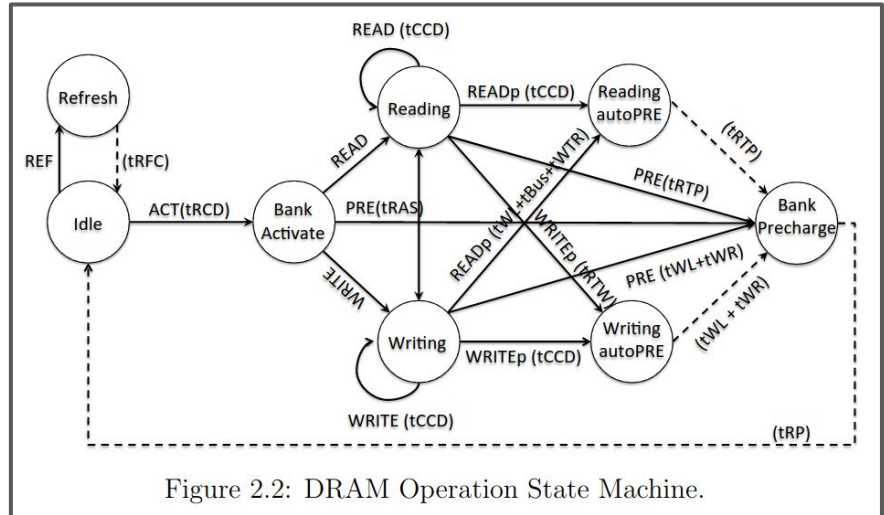 READ (tCCD)
Refresh
REF
(tRFC)
Idle
ACT(tRCD)
Bank
Activate
READ
WRITE
PRE(tRAS)
Reading
READp (tCCD)
Reading
autoPRE
(tRTP)
PRE(tRTP)
READp (tWL+tBus+tWTR)
WRITEp (tRTW)
PRE (tWL+tWR)
Bank
Precharge
Writing
WRITEp (tCCD)
Writing
autoPRE
(tWL + tWR)
WRITE (tCCD)
(tRP)
Figure 2.2: DRAM Operation State Machine.